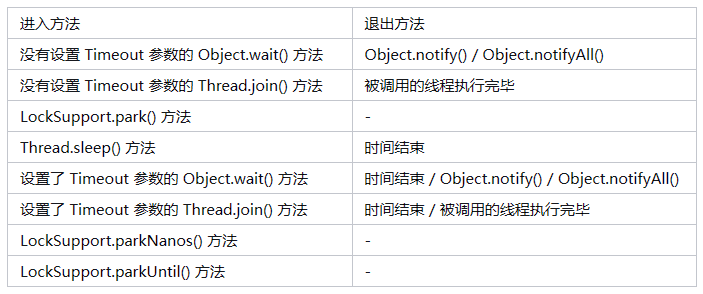 进入方法 退出方法
没有设置 Timeout 参数的 Object.wait() 方法 Object.notify() / Object.notifyAll()
没有设置 Timeout 参数的 Thread.join() 方法 被调用的线程执行完毕
LockSupport.park() 方法 -
Thread.sleep() 方法 时间结束
设置了 Timeout 参数的 Object.wait() 方法 时间结束 / Object.notify() / Object.notifyAll()
设置了 Timeout 参数的 Thread.join() 方法 时间结束 / 被调用的线程执行完毕
LockSupport.parkNanos() 方法 -
LockSupport.parkUntil() 方法 -